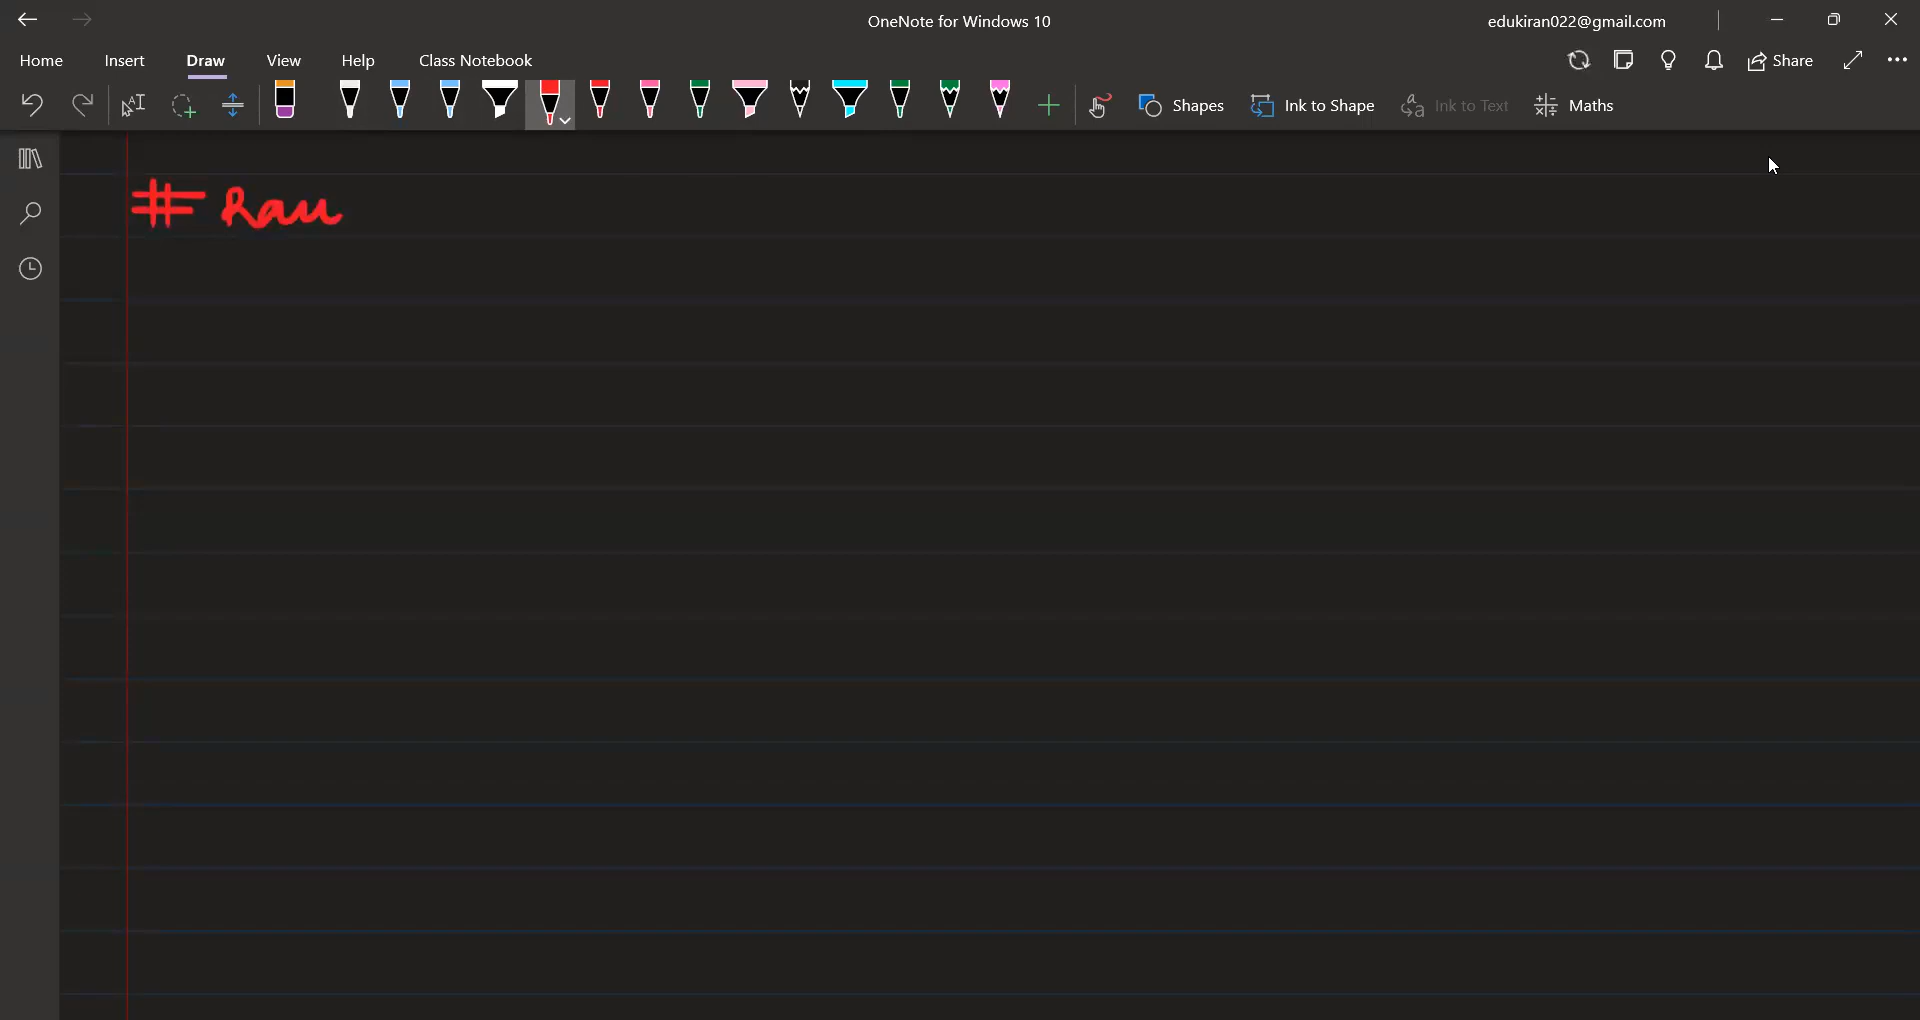 OneNote for Windows 10
edukiran022@gmail.com
Home Insert Draw View Help Class Notebook
Share
Shapes Ink to Shape Ink to Text Maths
# Rau